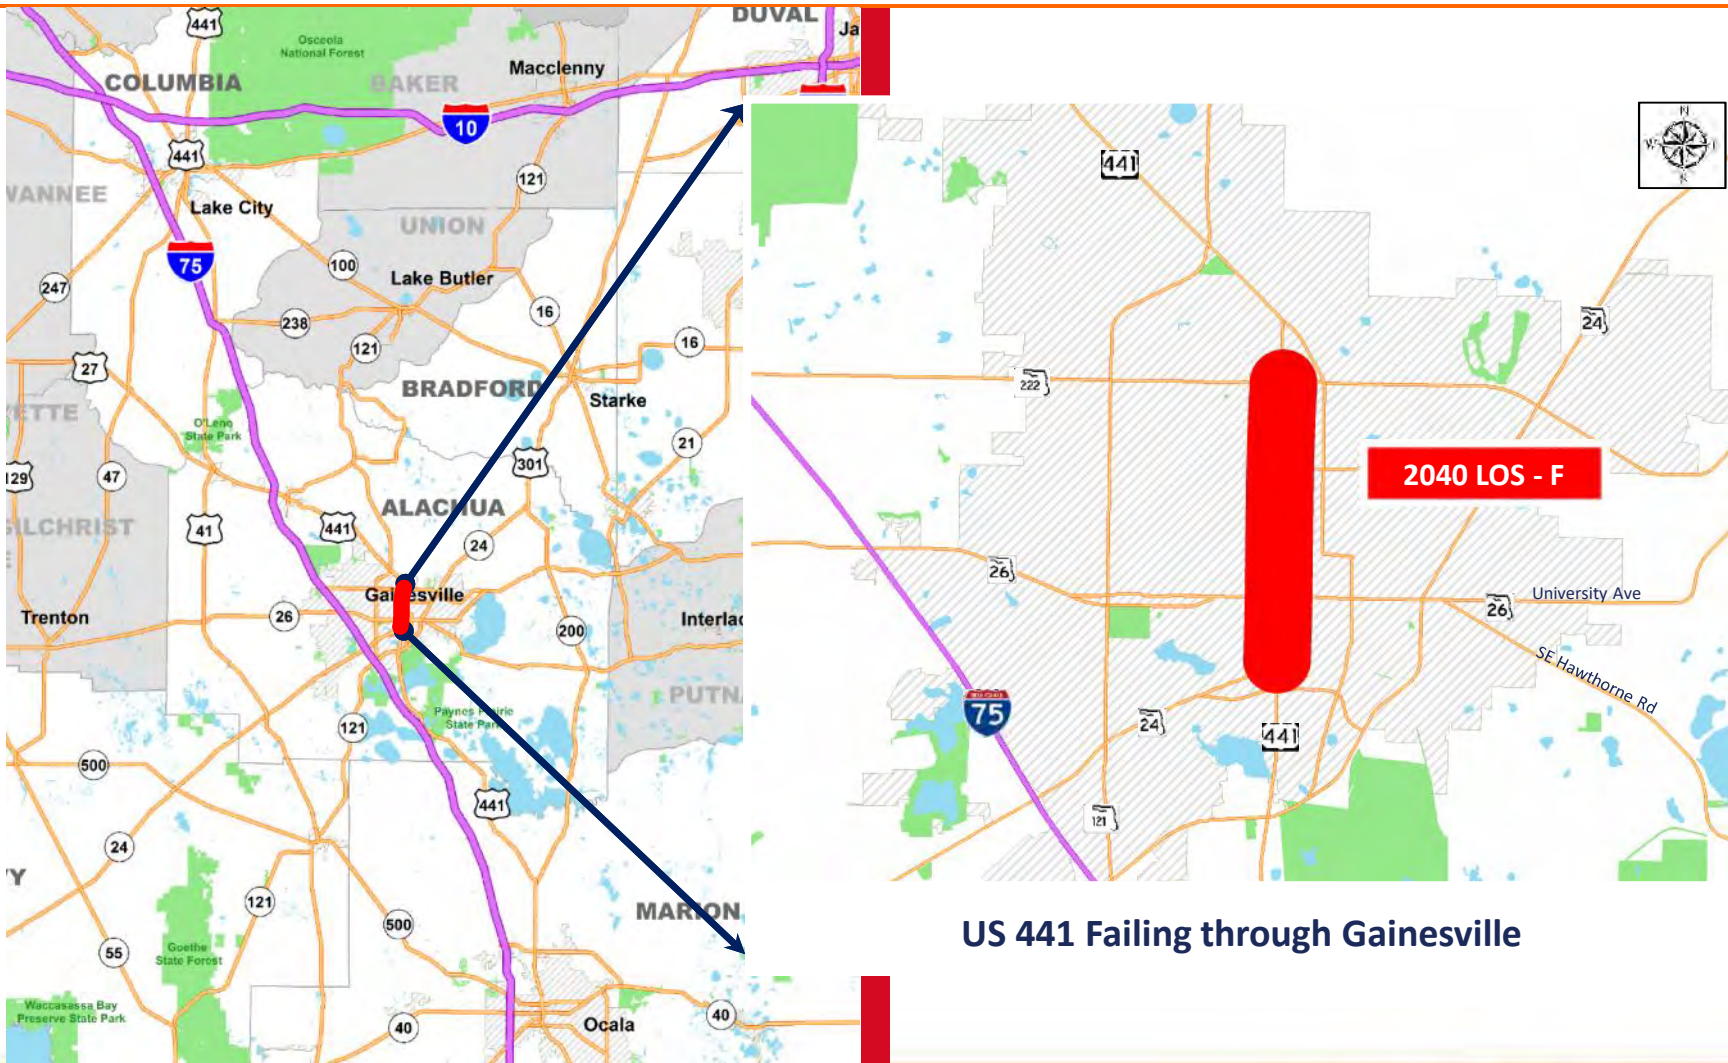 441
DUVAL
Osceola
National Forest
COLUMBIA
BAKER
Macclenny
10
441
121
WANNEE
Lake City
UNION
75
100
Lake Butler
247
16
238
121
16
27
BRADFORD
Starke
YETTE
O'Leno
State Park
21
301
129
47
ALACHUA
GILCHRIST
41
441
24
Gainesville
Trenton
26
200
Interlac
PUTN
Paynes Prairie
State Park
121
500
441
24
121
MARION
500
Goethe
State Forest
55
Waccasassa Bay
Preserve State Park
40
Ocala
40
N
441
24
222
2040 LOS - F
26
University Ave
26
SE Hawthorne Rd
75
24
441
121
US 441 Failing through Gainesville